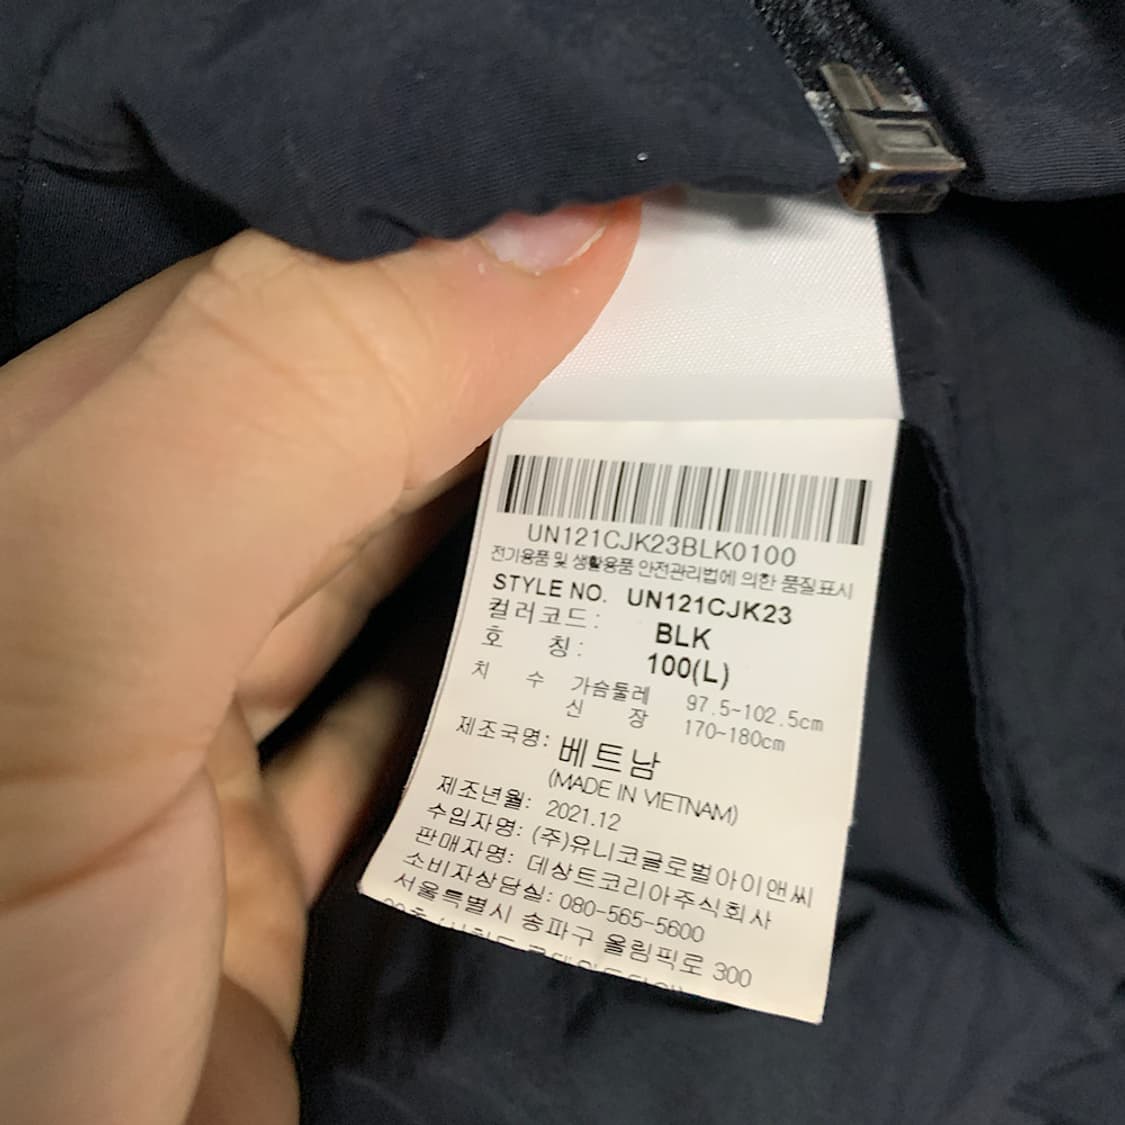 UN121CJK23BLK0100
전기용품 및 생활용품 안전관리법에 의한 품질표시
STYLE NO. UN121CJK23
컬러코드: BLK
호 칭: 100(L)
치 수 가슴둘레 97.5~102.5cm
신 장 170~180cm
제조국명: 베트남
(MADE IN VIETNAM)
제조년월: 2021.12
수입자명: (주)유니코글로벌아이앤씨
판매자명: 데상트코리아주식회사
소비자상담실: 080-565-5600
서울특별시 송파구 올림픽로 300